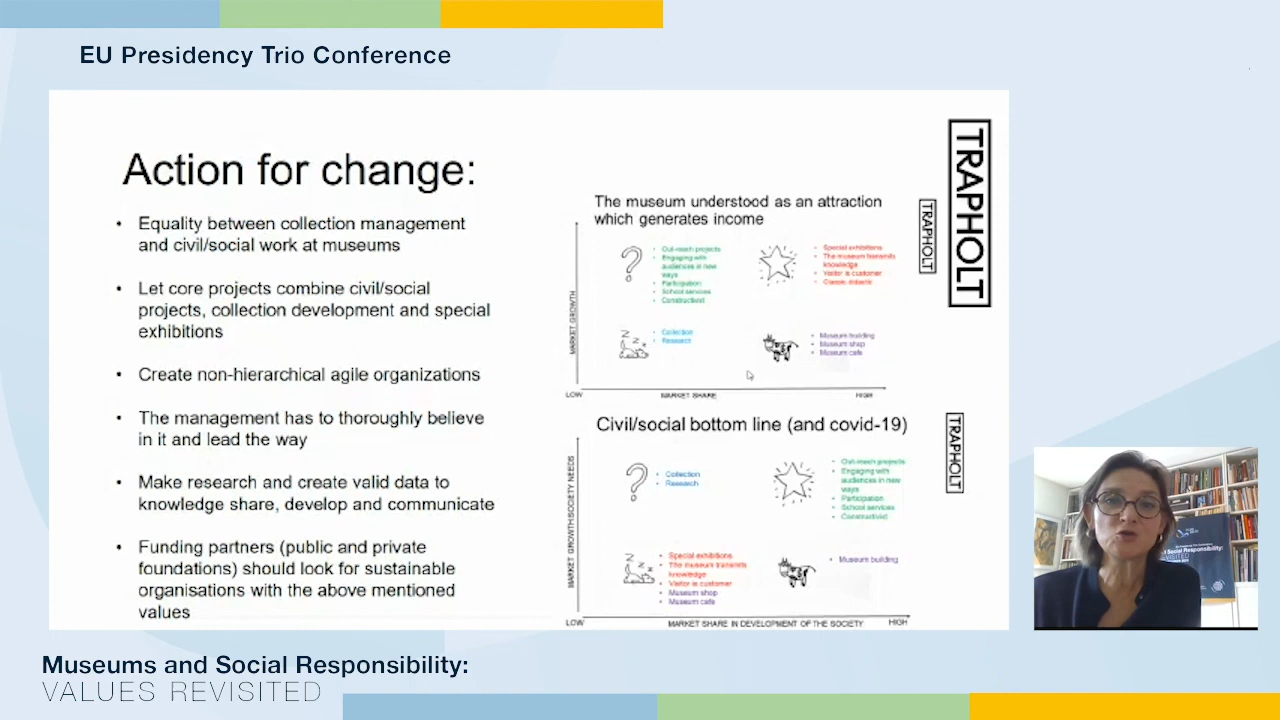 EU Presidency Trio Conference
Action for change:
• Equality between collection management
and civil/social work at museums
• Let core projects combine civil/social
projects, collection development and special
exhibitions
• Create non-hierarchical agile organizations
• The management has to thoroughly believe
in it and lead the way
• Make research and create valid data to
knowledge share, develop and communicate
• Funding partners (public and private
foundations) should look for sustainable
organisations with the above mentioned
values
The museum understood as an attraction
which generates income
MARKET GROWTH
?
• Out-reach projects
• Engaging with
audiences in new
ways
• Participation
• School services
• Constructivist
• Special exhibitions
• The museum transmits
knowledge
• Visitor is customer
• Classic didactic
• Collection
• Research
• Museum building
• Museum shop
• Museum cafe
LOW
MARKET SHARE
HIGH
TRAPHOLT
TRAPHOLT
Civil/social bottom line (and covid-19)
MARKET GROWTH/SOCIETY NEEDS
?
• Collection
• Research
• Out-reach projects
• Engaging with
audiences in new
ways
• Participation
• School services
• Constructivist
• Special exhibitions
• The museum transmits
knowledge
• Visitor is customer
• Museum shop
• Museum cafe
• Museum building
LOW
MARKET SHARE IN DEVELOPMENT OF THE SOCIETY
HIGH
TRAPHOLT
Social Responsibility:
Museums and Social Responsibility:
VALUES REVISITED